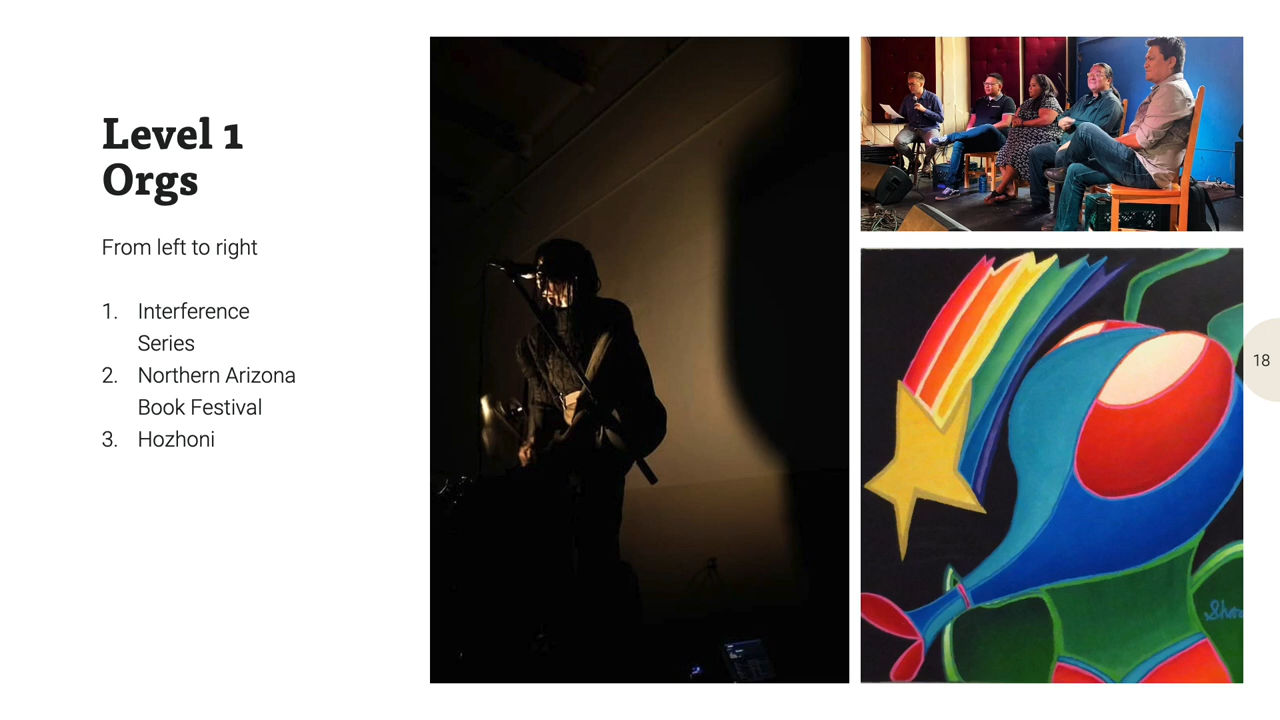 Level 1
Orgs
From left to right
1. Interference
Series
2. Northern Arizona
Book Festival
3. Hozhoni
18